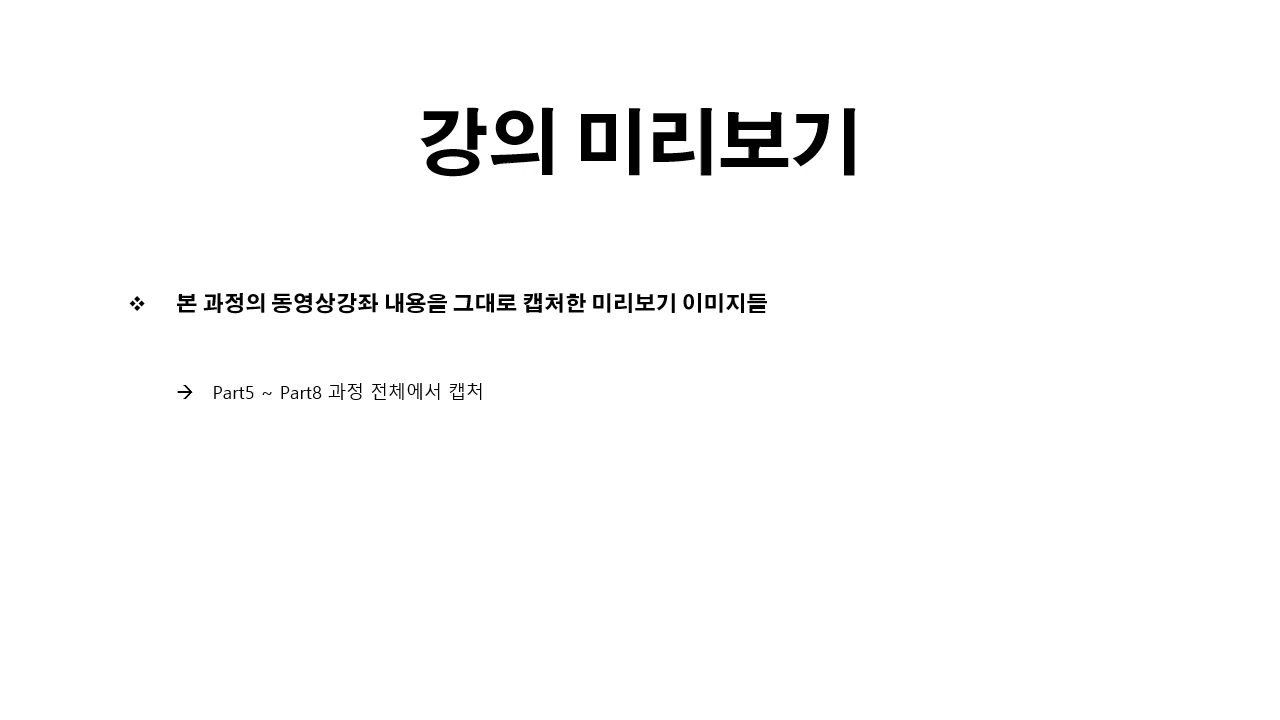 강의 미리보기
❖ 본 과정의 동영상강좌 내용을 그대로 캡처한 미리보기 이미지들
→ Part5 ~ Part8 과정 전체에서 캡처